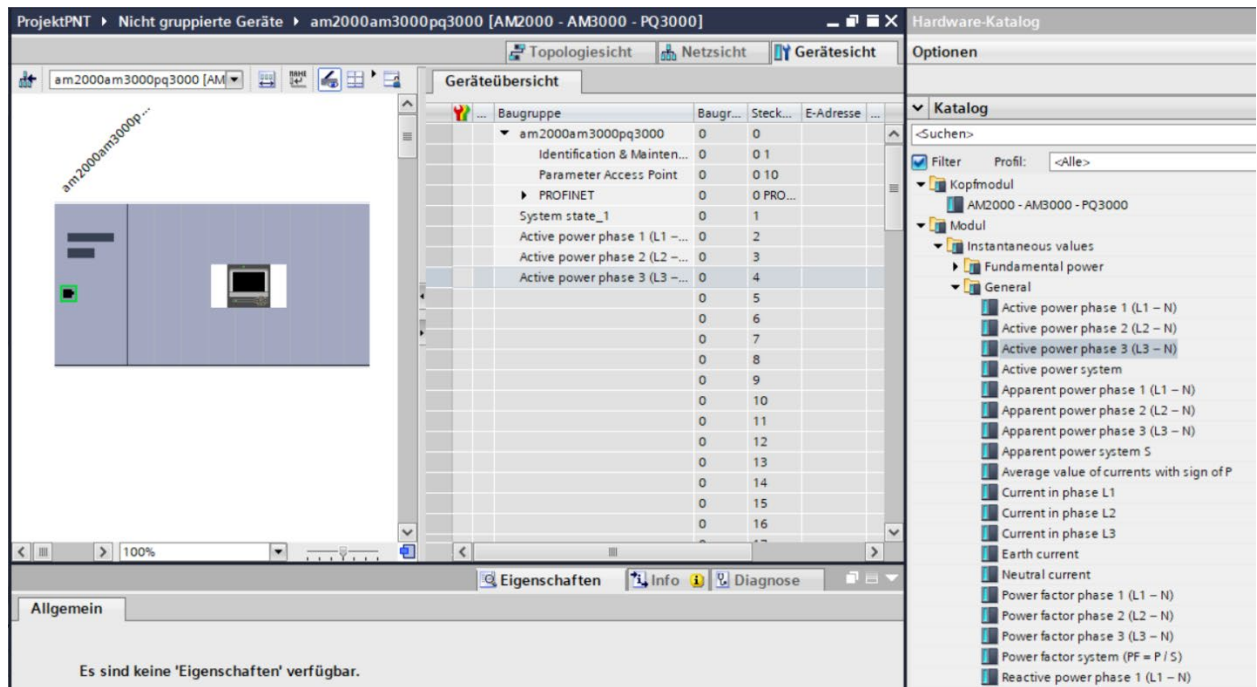 ProjektPNT ▸ Nicht gruppierte Geräte ▸ am2000am3000pq3000 [AM2000 - AM3000 - PQ3000]
Topologiesicht Netzsicht Gerätesicht
am2000am3000pq3000 [AM
am2000am3000p...
Geräteübersicht
... Baugruppe Baugr... Steck... E-Adresse ...
am2000am3000pq3000 0 0
Identification & Mainten... 0 0 1
Parameter Access Point 0 0 10
PROFINET 0 0 PRO...
System state_1 0 1
Active power phase 1 (L1 –... 0 2
Active power phase 2 (L2 –... 0 3
Active power phase 3 (L3 –... 0 4
0 5
0 6
0 7
0 8
0 9
0 10
0 11
0 12
0 13
0 14
0 15
0 16
100%
Eigenschaften Info Diagnose
Allgemein
Es sind keine 'Eigenschaften' verfügbar.
Hardware-Katalog
Optionen
Katalog
<Suchen>
Filter Profil: <Alle>
Kopfmodul
AM2000 - AM3000 - PQ3000
Modul
Instantaneous values
Fundamental power
General
Active power phase 1 (L1 – N)
Active power phase 2 (L2 – N)
Active power phase 3 (L3 – N)
Active power system
Apparent power phase 1 (L1 – N)
Apparent power phase 2 (L2 – N)
Apparent power phase 3 (L3 – N)
Apparent power system S
Average value of currents with sign of P
Current in phase L1
Current in phase L2
Current in phase L3
Earth current
Neutral current
Power factor phase 1 (L1 – N)
Power factor phase 2 (L2 – N)
Power factor phase 3 (L3 – N)
Power factor system (PF = P / S)
Reactive power phase 1 (L1 – N)